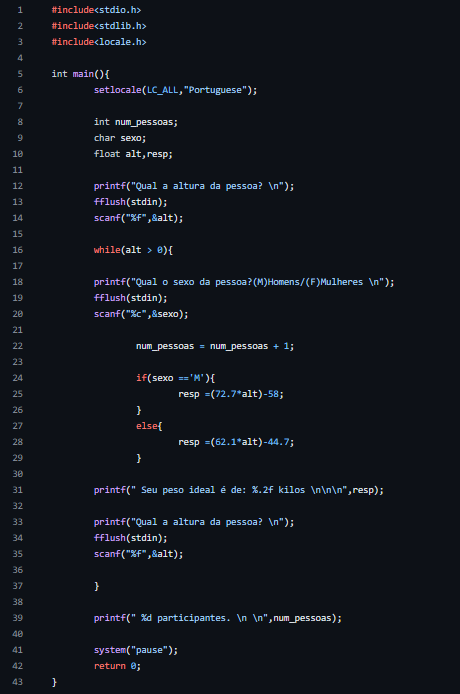 1 #include<stdio.h>
2 #include<stdlib.h>
3 #include<locale.h>
4
5 int main(){
6 setlocale(LC_ALL,"Portuguese");
7
8 int num_pessoas;
9 char sexo;
10 float alt,resp;
11
12 printf("Qual a altura da pessoa? \n");
13 fflush(stdin);
14 scanf("%f",&alt);
15
16 while(alt > 0){
17
18 printf("Qual o sexo da pessoa?(M)Homens/(F)Mulheres \n");
19 fflush(stdin);
20 scanf("%c",&sexo);
21
22 num_pessoas = num_pessoas + 1;
23
24 if(sexo =='M'){
25 resp =(72.7*alt)-58;
26 }
27 else{
28 resp =(62.1*alt)-44.7;
29 }
30
31 printf(" Seu peso ideal é de: %.2f kilos \n\n\n",resp);
32
33 printf("Qual a altura da pessoa? \n");
34 fflush(stdin);
35 scanf("%f",&alt);
36
37 }
38
39 printf(" %d participantes. \n \n",num_pessoas);
40
41 system("pause");
42 return 0;
43 }